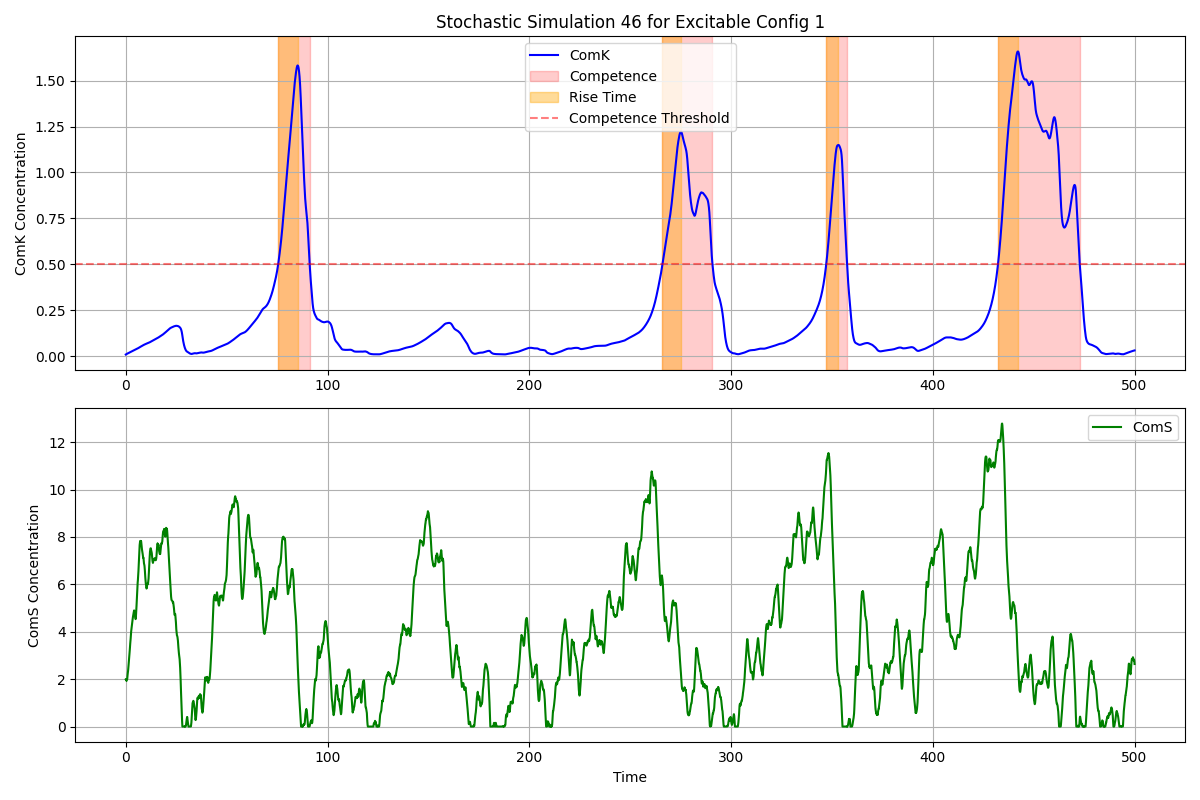 Stochastic Simulation 46 for Excitable Config 1
ComK Concentration
1.50
1.25
1.00
0.75
0.50
0.25
0.00
ComK
Competence
Rise Time
Competence Threshold
0 100 200 300 400 500
ComS Concentration
12
10
8
6
4
2
0
ComS
0 100 200 300 400 500
Time